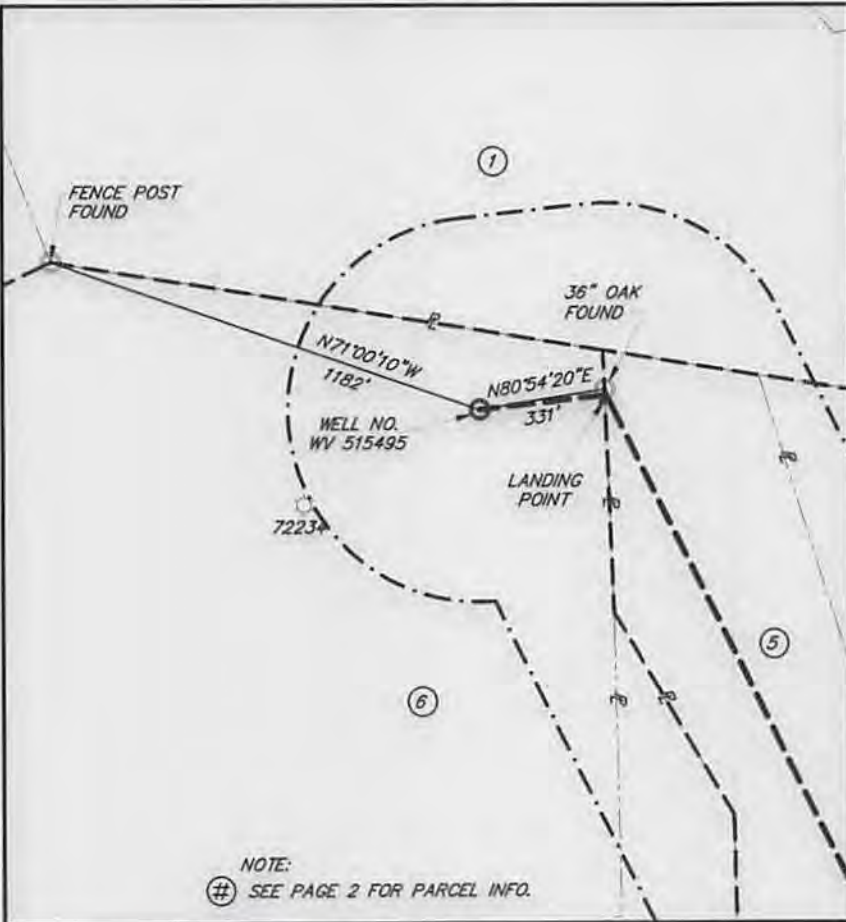 ①
FENCE POST
FOUND
36" OAK
FOUND
N71°00'10"W
1182'
N80°54'20"E
331'
WELL NO.
WV 515495
LANDING
POINT
72234
⑤
⑥
NOTE:
# SEE PAGE 2 FOR PARCEL INFO.